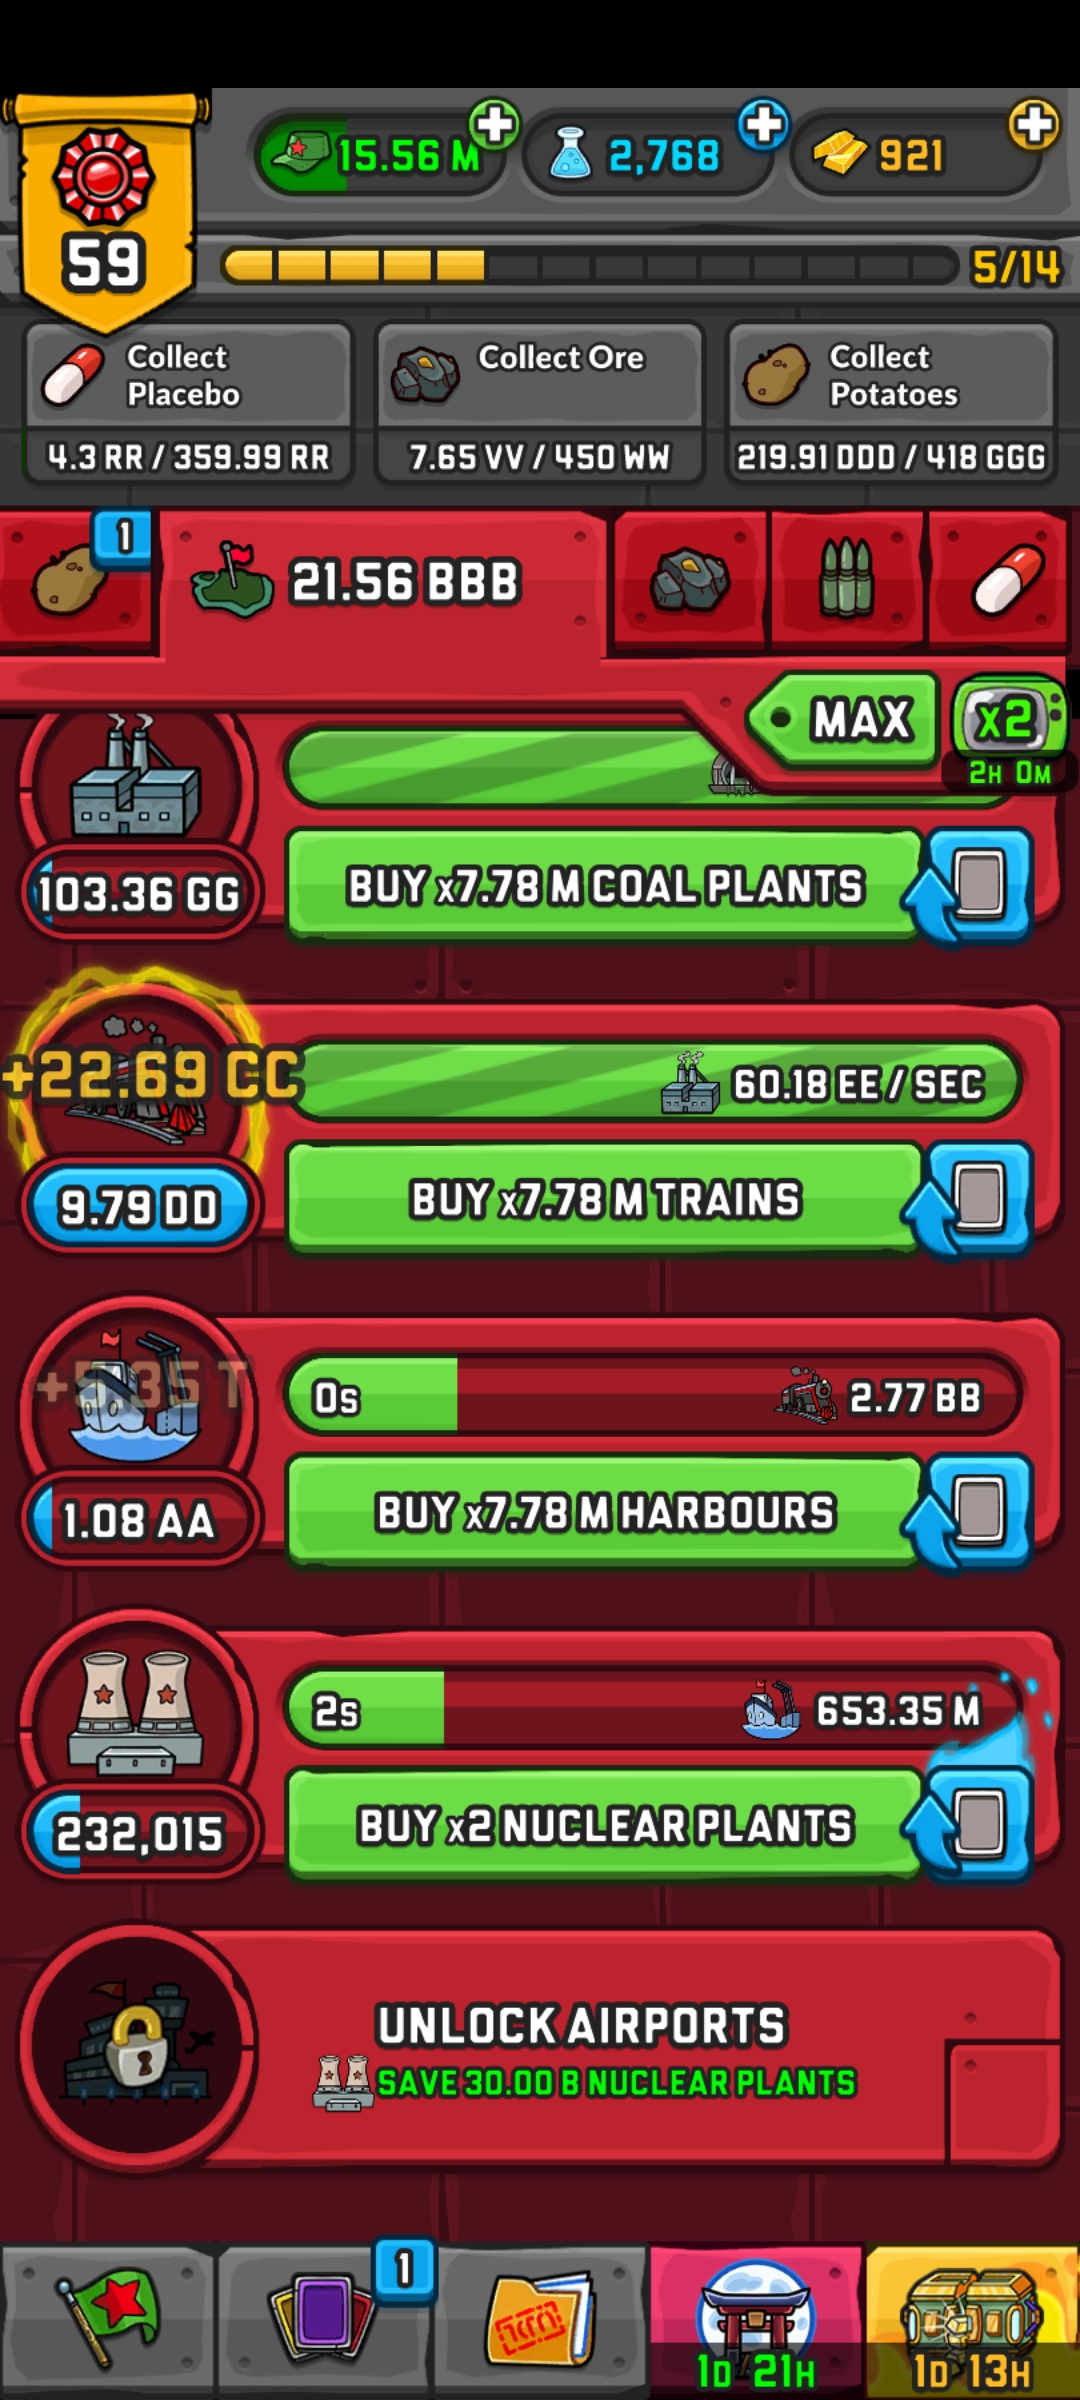 15.56 M
2,768
921
59
5/14
Collect
Placebo
4.3 RR / 359.99 RR
Collect Ore
7.65 VV / 450 WW
Collect
Potatoes
219.91 DDD / 418 GGG
1
21.56 BBB
MAX
x2
2H 0M
103.36 GG
BUY x7.78 M COAL PLANTS
+22.69 CC
60.18 EE / SEC
9.79 DD
BUY x7.78 M TRAINS
+5.35 T
0s
2.77 BB
1.08 AA
BUY x7.78 M HARBOURS
2s
653.35 M
232,015
BUY x2 NUCLEAR PLANTS
UNLOCK AIRPORTS
SAVE 30.00 B NUCLEAR PLANTS
1
1D 21H
1D 13H